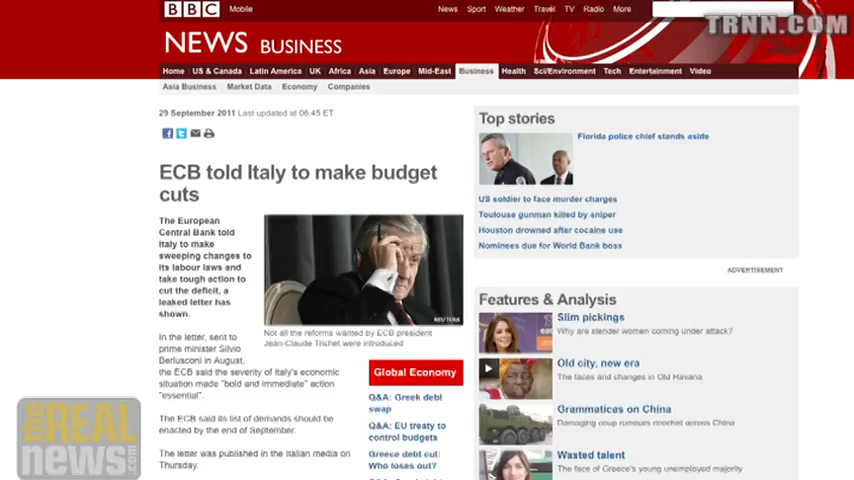 BBC Mobile News Sport Weather Travel TV Radio More
TRNN.COM
NEWS BUSINESS
Home US & Canada Latin America UK Africa Asia Europe Mid-East Business Health Sci/Environment Tech Entertainment Video
Asia Business Market Data Economy Companies
29 September 2011 Last updated at 06:45 ET
ECB told Italy to make budget
cuts
The European
Central Bank told
Italy to make
sweeping changes to
its labour laws and
take tough action to
cut the deficit, a
leaked letter has
shown.
REUTERS
Not all the reforms wanted by ECB president
Jean-Claude Trichet were introduced
In the letter, sent to
prime minister Silvio
Berlusconi in August,
the ECB said the severity of Italy's economic
situation made "bold and immediate" action
"essential".
The ECB said its list of demands should be
enacted by the end of September.
The letter was published in the Italian media on
Thursday.
Global Economy
Q&A: Greek debt
swap
Q&A: EU treaty to
control budgets
Greece debt cut:
Who loses out?
Top stories
Florida police chief stands aside
US soldier to face murder charges
Toulouse gunman killed by sniper
Houston drowned after cocaine use
Nominees due for World Bank boss
ADVERTISEMENT
Features & Analysis
Slim pickings
Why are slender women coming under attack?
Old city, new era
The faces and changes in Old Havana
Grammaticas on China
Damaging coup rumours ricochet across China
Wasted talent
The face of Greece's young unemployed majority
the REAL
news.com